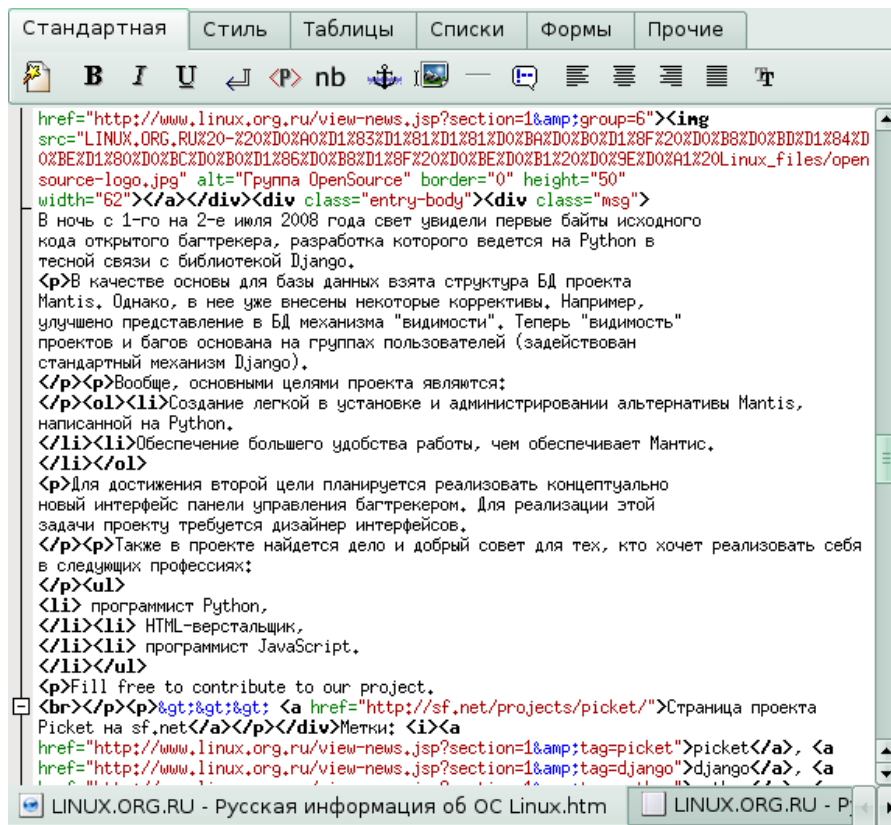 Стандартная Стиль Таблицы Списки Формы Прочие
B I U <P> nb T
href="http://www.linux.org.ru/view-news.jsp?section=1&amp;group=6"><img
src="LINUX.ORG.RU%20-%20%D0%A0%D1%83%D1%81%D1%81%D0%BA%D0%B0%D1%8F%20%D0%B8%D0%BD%D1%84%D
0%BE%D1%80%D0%BC%D0%B0%D1%86%D0%B8%D1%8F%20%D0%BE%D0%B1%20%D0%9E%D0%A1%20Linux_files/open
source-logo.jpg" alt="Группа OpenSource" border="0" height="50"
width="62"></a></div><div class="entry-body"><div class="msg">
В ночь с 1-го на 2-е июля 2008 года свет увидели первые байты исходного
кода открытого багтрекера, разработка которого ведется на Python в
тесной связи с библиотекой Django.
<p>В качестве основы для базы данных взята структура БД проекта
Mantis. Однако, в нее уже внесены некоторые коррективы. Например,
улучшено представление в БД механизма "видимости". Теперь "видимость"
проектов и багов основана на группах пользователей (задействован
стандартный механизм Django).
</p><p>Вообще, основными целями проекта являются:
</p><ol><li>Создание легкой в установке и администрировании альтернативы Mantis,
написанной на Python.
</li><li>Обеспечение большего удобства работы, чем обеспечивает Мантис.
</li></ol>
<p>Для достижения второй цели планируется реализовать концептуально
новый интерфейс панели управления багтрекером. Для реализации этой
задачи проекту требуется дизайнер интерфейсов.
</p><p>Также в проекте найдется дело и добрый совет для тех, кто хочет реализовать себя
в следующих профессиях:
</p><ul>
<li> программист Python,
</li><li> HTML-верстальщик,
</li><li> программист JavaScript.
</li></ul>
<p>Fill free to contribute to our project.
<br></p><p>&gt;&gt;&gt; <a href="http://sf.net/projects/picket/">Страница проекта
Picket на sf.net</a></p></div>Метки: <i><a
href="http://www.linux.org.ru/view-news.jsp?section=1&amp;tag=picket">picket</a>, <a
href="http://www.linux.org.ru/view-news.jsp?section=1&amp;tag=django">django</a>, <a
LINUX.ORG.RU - Русская информация об ОС Linux.htm LINUX.ORG.RU - Р